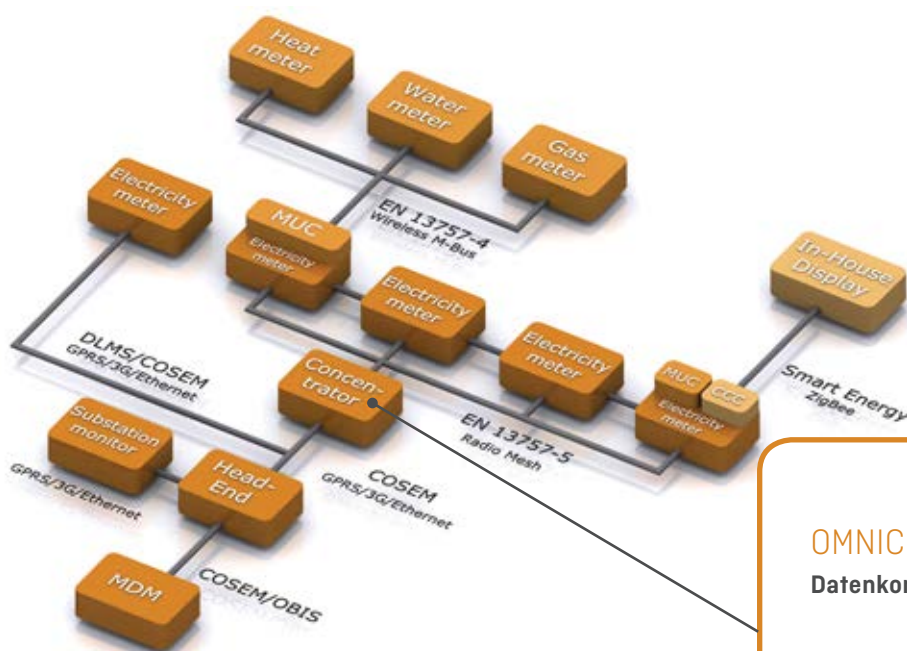 Heat
meter
Water
meter
Gas
meter
Electricity
meter
EN 13757-4
Wireless M-Bus
MUC
Electricity
meter
In-House
Display
Electricity
meter
DLMS/COSEM
GPRS/3G/Ethernet
Electricity
meter
Smart Energy
ZigBee
Concen-
trator
MUC
CCC
Electricity
meter
EN 13757-5
Radio Mesh
Substation
monitor
GPRS/3G/Ethernet
Head-
End
COSEM
GPRS/3G/Ethernet
MDM
COSEM/OBIS
OMNIC
Datenkon